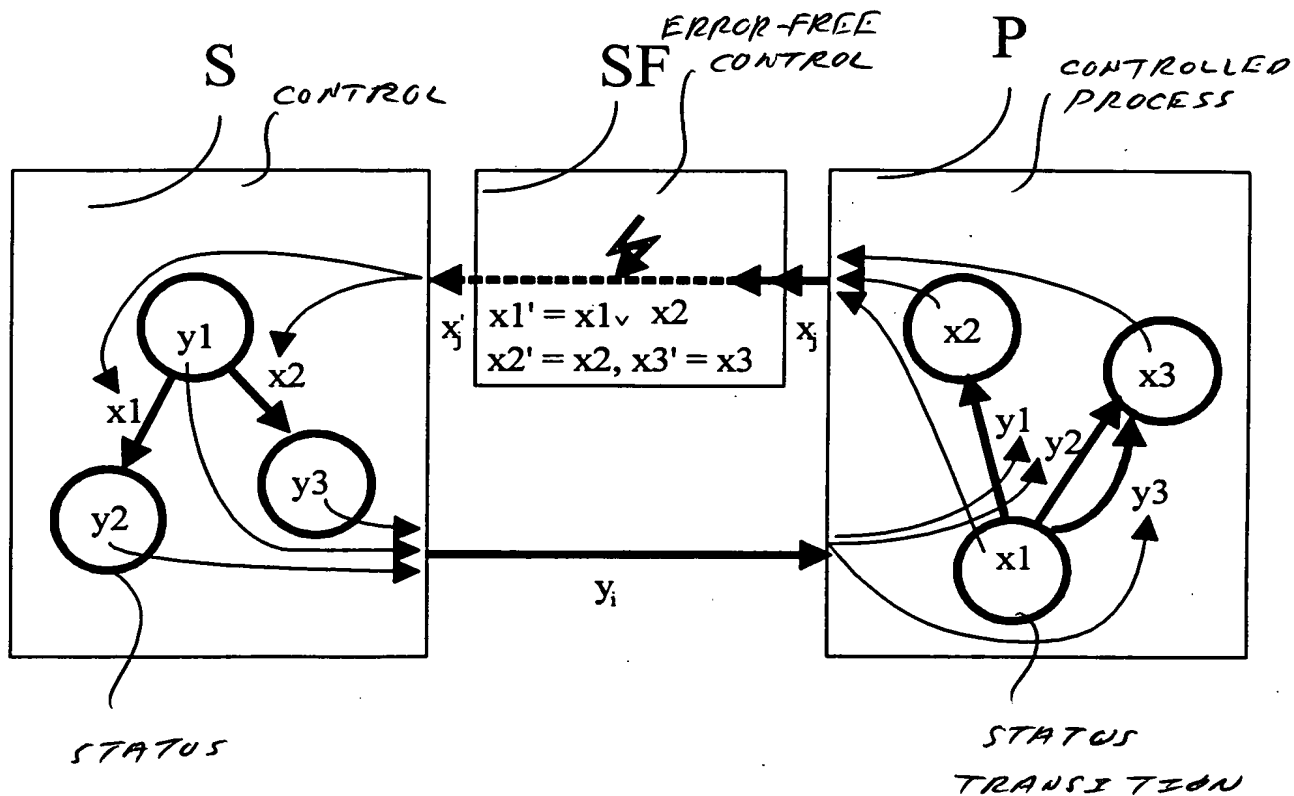 S
CONTROL
SF
ERROR-FREE
CONTROL
P
CONTROLLED
PROCESS
y1
x1
x2
y2
y3
xj'
x1' = x1 ∨ x2
x2' = x2, x3' = x3
xj
yi
x2
x3
y1
y2
y3
x1
STATUS
STATUS
TRANSITION